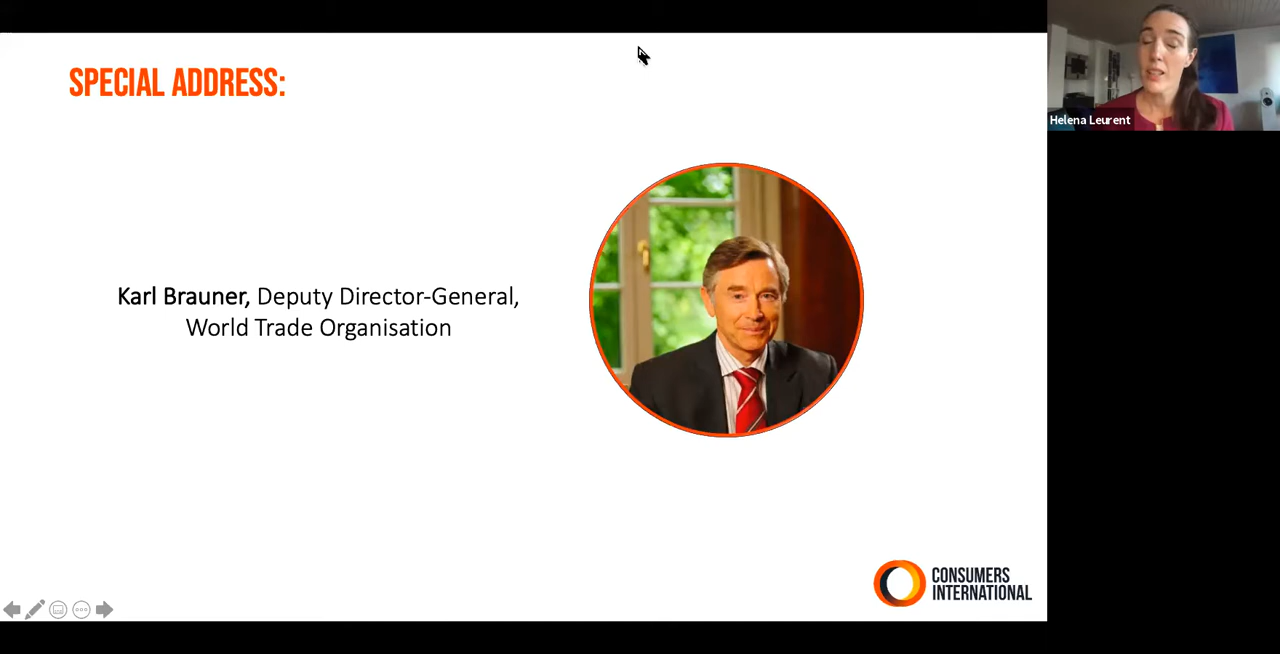 SPECIAL ADDRESS:
Helena Leurent
Karl Brauner, Deputy Director-General,
World Trade Organisation
CONSUMERS
INTERNATIONAL